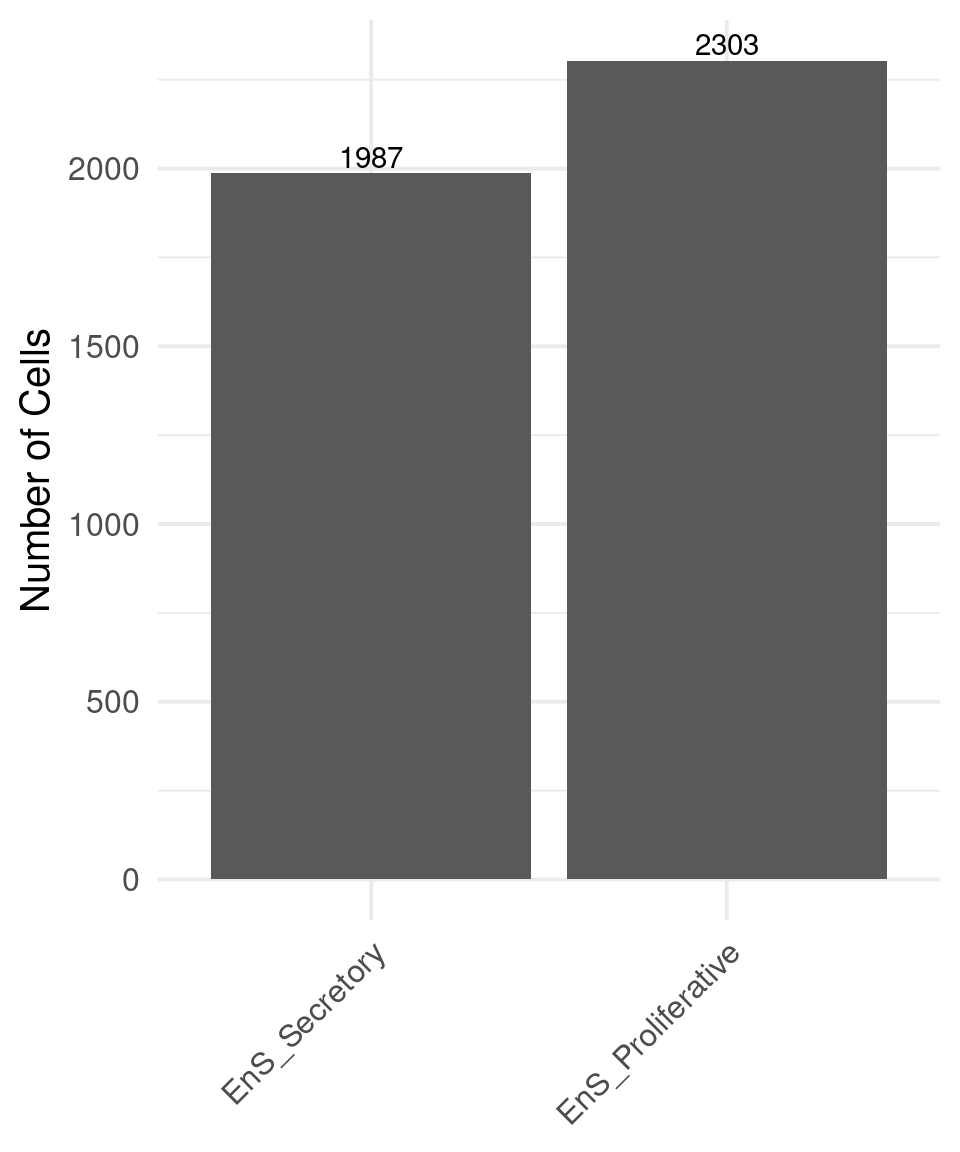 2303
1987
2000
1500
1000
500
0
Number of Cells
EnS_Secretory
EnS_Proliferative